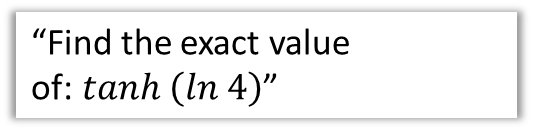 “Find the exact value
of: tanh (ln 4)”